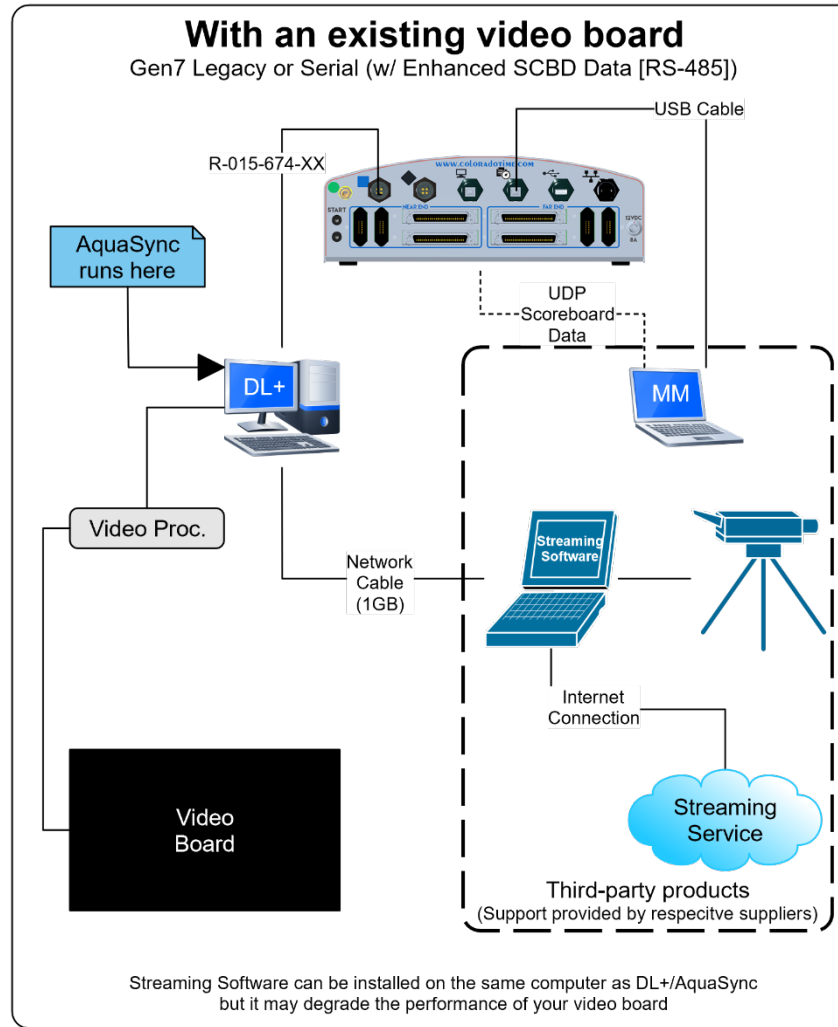 With an existing video board
Gen7 Legacy or Serial (w/ Enhanced SCBD Data [RS-485])
USB Cable
R-015-674-XX
WWW.COLORADOTIME.COM
START
NEAR END
FAR END
12VDC
8A
AquaSync
runs here
UDP
Scoreboard
Data
DL+
MM
Video Proc.
Network
Cable
(1GB)
Streaming
Software
Internet
Connection
Video
Board
Streaming
Service
Third-party products
(Support provided by respecitve suppliers)
Streaming Software can be installed on the same computer as DL+/AquaSync
but it may degrade the performance of your video board